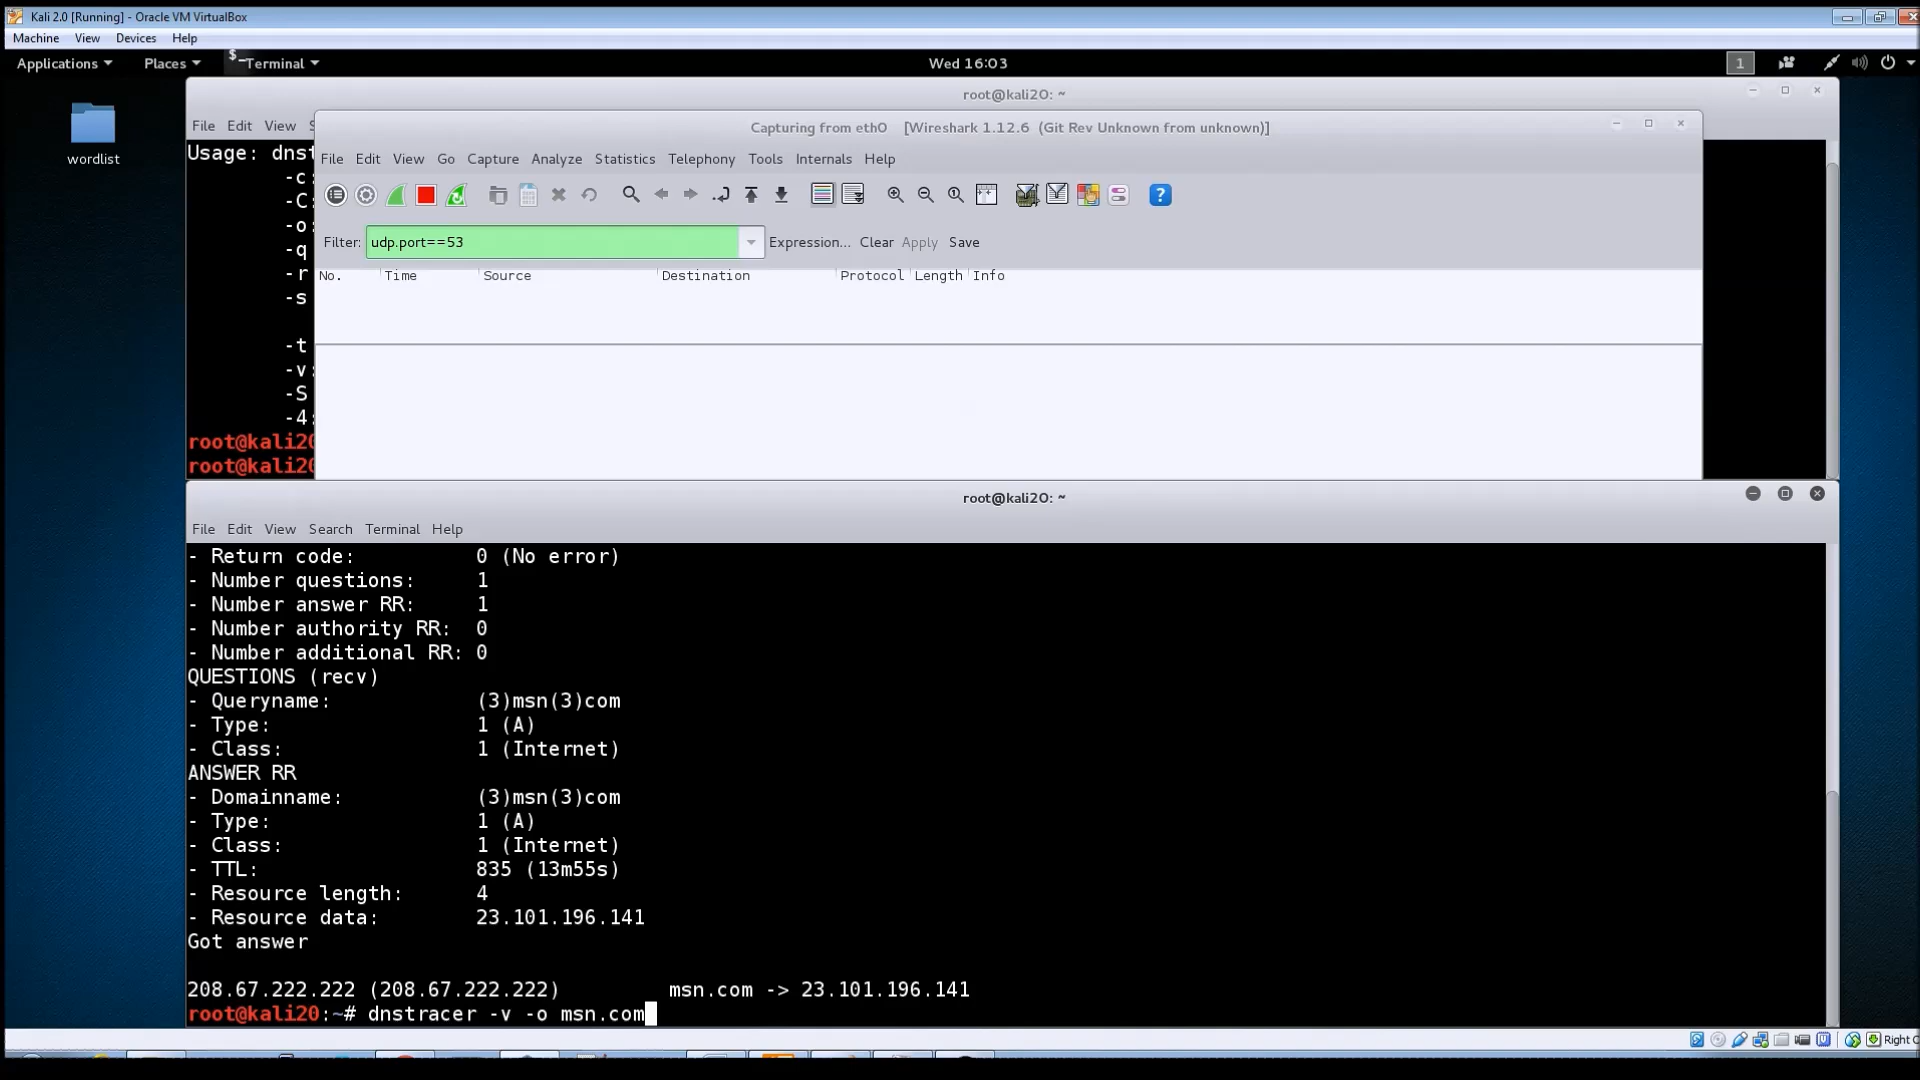 Kali 2.0 [Running] - Oracle VM VirtualBox
Machine View Devices Help
Applications Places Terminal Wed 16:03 1
root@kali20: ~
wordlist
File Edit View S
Usage: dnst
-c
-C:
-o
-q
-r
-s
-t
-v:
-S
-4:
root@kali20
root@kali20
Capturing from eth0 [Wireshark 1.12.6 (Git Rev Unknown from unknown)]
File Edit View Go Capture Analyze Statistics Telephony Tools Internals Help
Filter: udp.port==53 Expression... Clear Apply Save
No. Time Source Destination Protocol Length Info
root@kali20: ~
File Edit View Search Terminal Help
- Return code: 0 (No error)
- Number questions: 1
- Number answer RR: 1
- Number authority RR: 0
- Number additional RR: 0
QUESTIONS (recv)
- Queryname: (3)msn(3)com
- Type: 1 (A)
- Class: 1 (Internet)
ANSWER RR
- Domainname: (3)msn(3)com
- Type: 1 (A)
- Class: 1 (Internet)
- TTL: 835 (13m55s)
- Resource length: 4
- Resource data: 23.101.196.141
Got answer
208.67.222.222 (208.67.222.222) msn.com -> 23.101.196.141
root@kali20:~# dnstracer -v -o msn.com
Right C